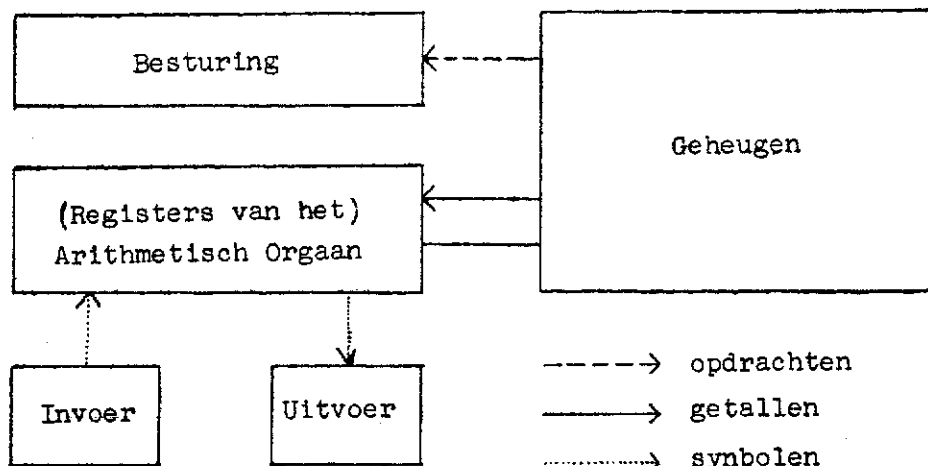 Besturing
Geheugen
(Registers van het)
Arithmetisch Orgaan
Invoer
Uitvoer
opdrachten
getallen
synbolen